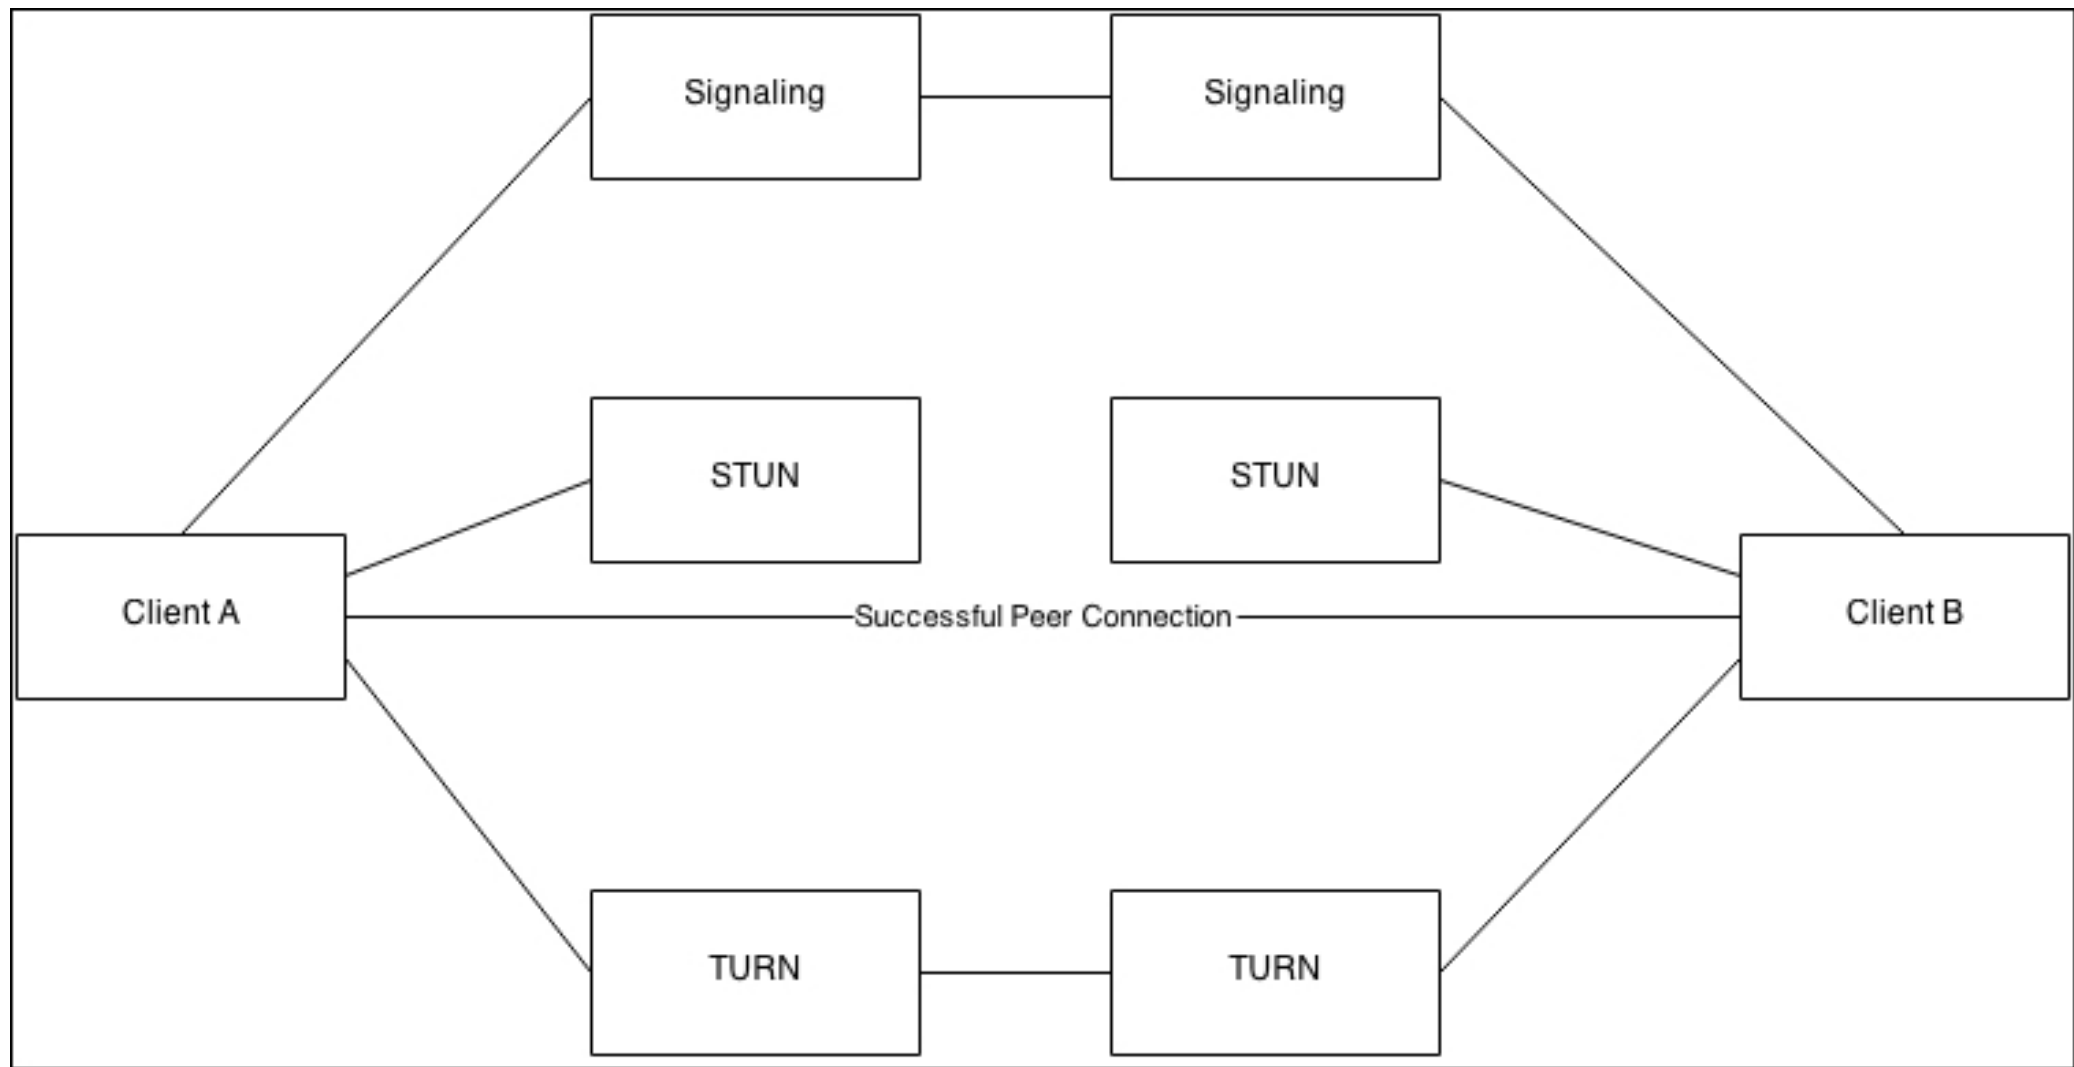 Signaling
Signaling
STUN
STUN
Client A
Successful Peer Connection
Client B
TURN
TURN